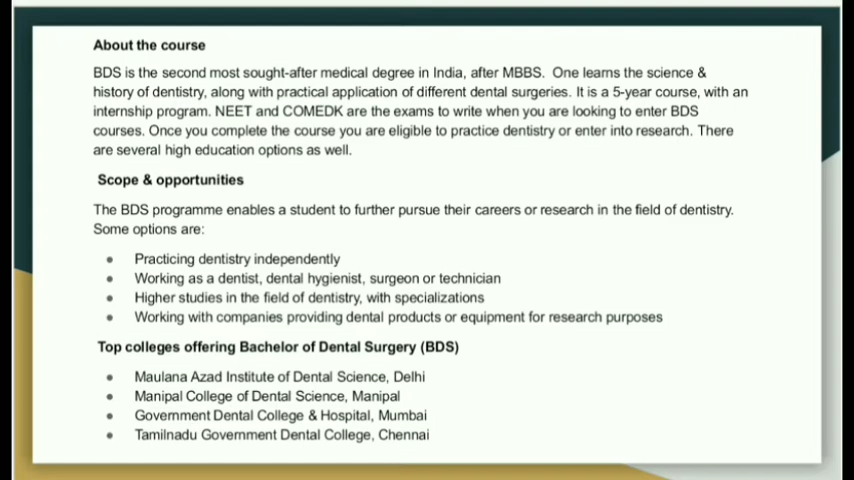 About the course
BDS is the second most sought-after medical degree in India, after MBBS. One learns the science &
history of dentistry, along with practical application of different dental surgeries. It is a 5-year course, with an
internship program. NEET and COMEDK are the exams to write when you are looking to enter BDS
courses. Once you complete the course you are eligible to practice dentistry or enter into research. There
are several high education options as well.
Scope & opportunities
The BDS programme enables a student to further pursue their careers or research in the field of dentistry.
Some options are:
● Practicing dentistry independently
● Working as a dentist, dental hygienist, surgeon or technician
● Higher studies in the field of dentistry, with specializations
● Working with companies providing dental products or equipment for research purposes
Top colleges offering Bachelor of Dental Surgery (BDS)
● Maulana Azad Institute of Dental Science, Delhi
● Manipal College of Dental Science, Manipal
● Government Dental College & Hospital, Mumbai
● Tamilnadu Government Dental College, Chennai